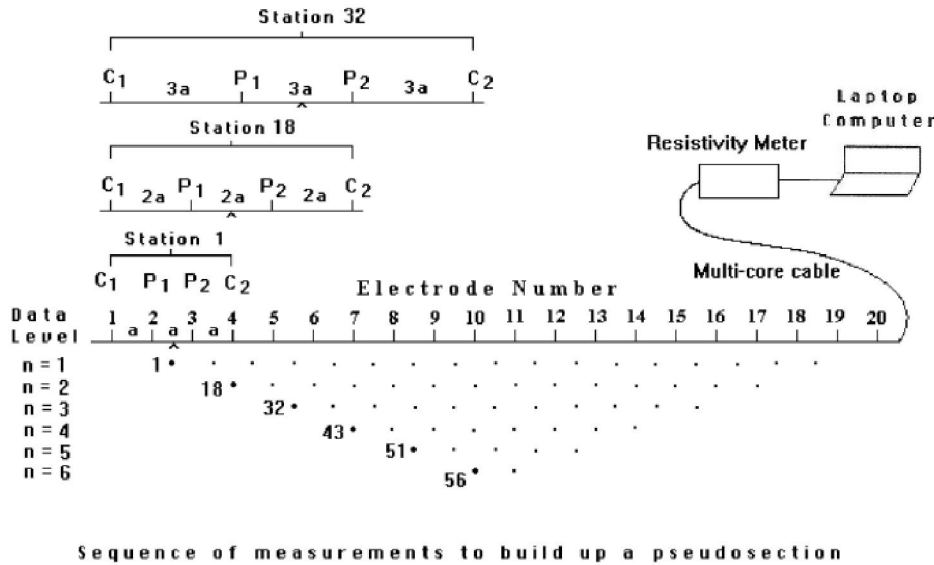 Station 32
C1 3a P1 3a P2 3a C2
Laptop
Computer
Station 18
Resistivity Meter
C1 2a P1 2a P2 2a C2
Station 1
C1 P1 P2 C2
Multi-core cable
Electrode Number
Data
Level
1 2 3 4 5 6 7 8 9 10 11 12 13 14 15 16 17 18 19 20
a a a
n = 1 1
n = 2 18
n = 3 32
n = 4 43
n = 5 51
n = 6 56
Sequence of measurements to build up a pseudosection